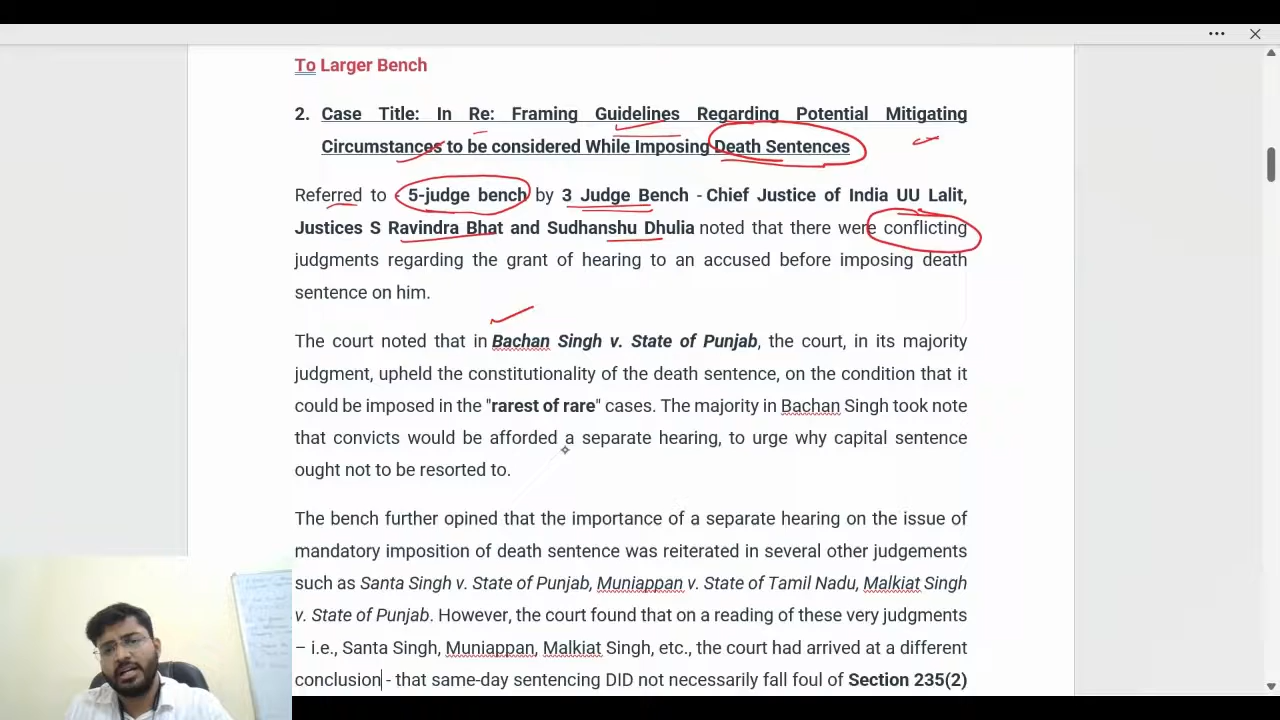 To Larger Bench
2. Case Title: In Re: Framing Guidelines Regarding Potential Mitigating
Circumstances to be considered While Imposing Death Sentences
Referred to - 5-judge bench by 3 Judge Bench - Chief Justice of India UU Lalit,
Justices S Ravindra Bhat and Sudhanshu Dhulia noted that there were conflicting
judgments regarding the grant of hearing to an accused before imposing death
sentence on him.
The court noted that in Bachan Singh v. State of Punjab, the court, in its majority
judgment, upheld the constitutionality of the death sentence, on the condition that it
could be imposed in the "rarest of rare" cases. The majority in Bachan Singh took note
that convicts would be afforded a separate hearing, to urge why capital sentence
ought not to be resorted to.
The bench further opined that the importance of a separate hearing on the issue of
mandatory imposition of death sentence was reiterated in several other judgements
such as Santa Singh v. State of Punjab, Muniappan v. State of Tamil Nadu, Malkiat Singh
v. State of Punjab. However, the court found that on a reading of these very judgments
– i.e., Santa Singh, Muniappan, Malkiat Singh, etc., the court had arrived at a different
conclusion - that same-day sentencing DID not necessarily fall foul of Section 235(2)